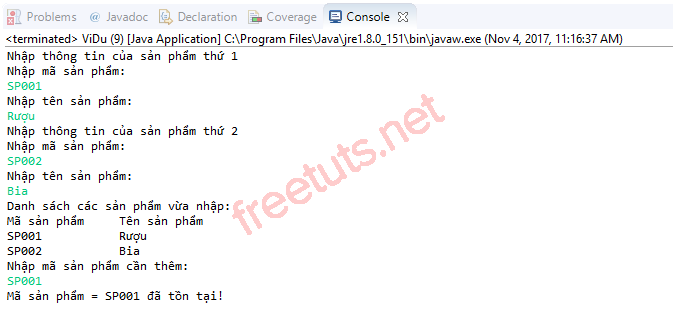 Problems @ Javadoc Declaration Coverage Console
<terminated> ViDu (9) [Java Application] C:\Program Files\Java\jre1.8.0_151\bin\javaw.exe (Nov 4, 2017, 11:16:37 AM)
Nhập thông tin của sản phẩm thứ 1
Nhập mã sản phẩm:
SP001
Nhập tên sản phẩm:
Rượu
Nhập thông tin của sản phẩm thứ 2
Nhập mã sản phẩm:
SP002
Nhập tên sản phẩm:
Bia
Danh sách các sản phẩm vừa nhập:
Mã sản phẩm Tên sản phẩm
SP001 Rượu
SP002 Bia
Nhập mã sản phẩm cần thêm:
SP001
Mã sản phẩm = SP001 đã tồn tại!
freetuts.net